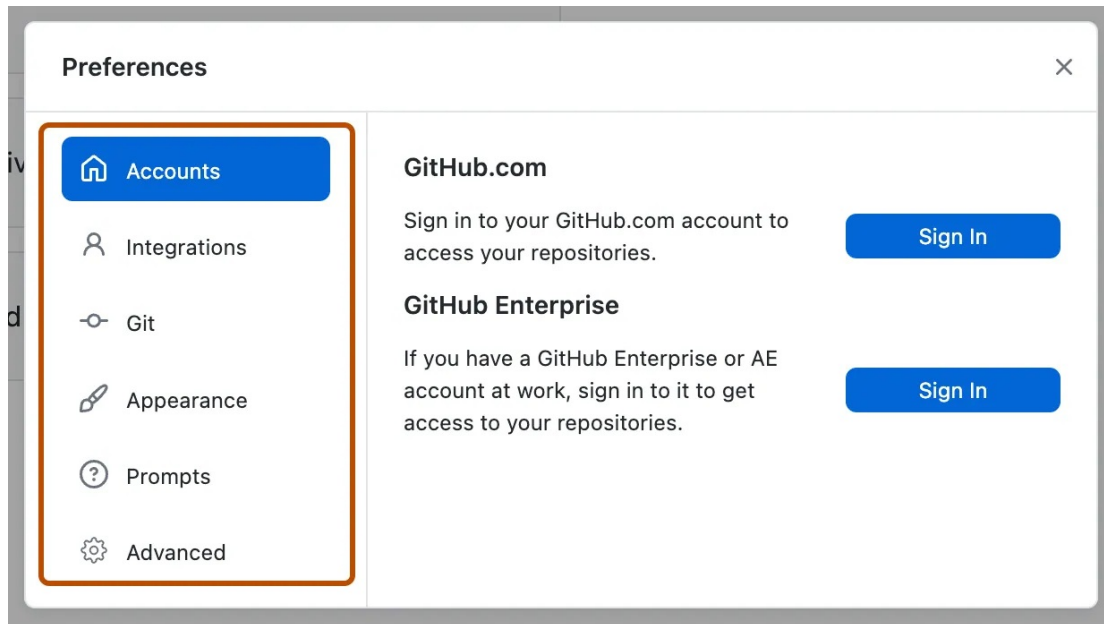 Preferences
Accounts
Integrations
Git
Appearance
Prompts
Advanced
GitHub.com
Sign in to your GitHub.com account to
access your repositories.
Sign In
GitHub Enterprise
If you have a GitHub Enterprise or AE
account at work, sign in to it to get
access to your repositories.
Sign In